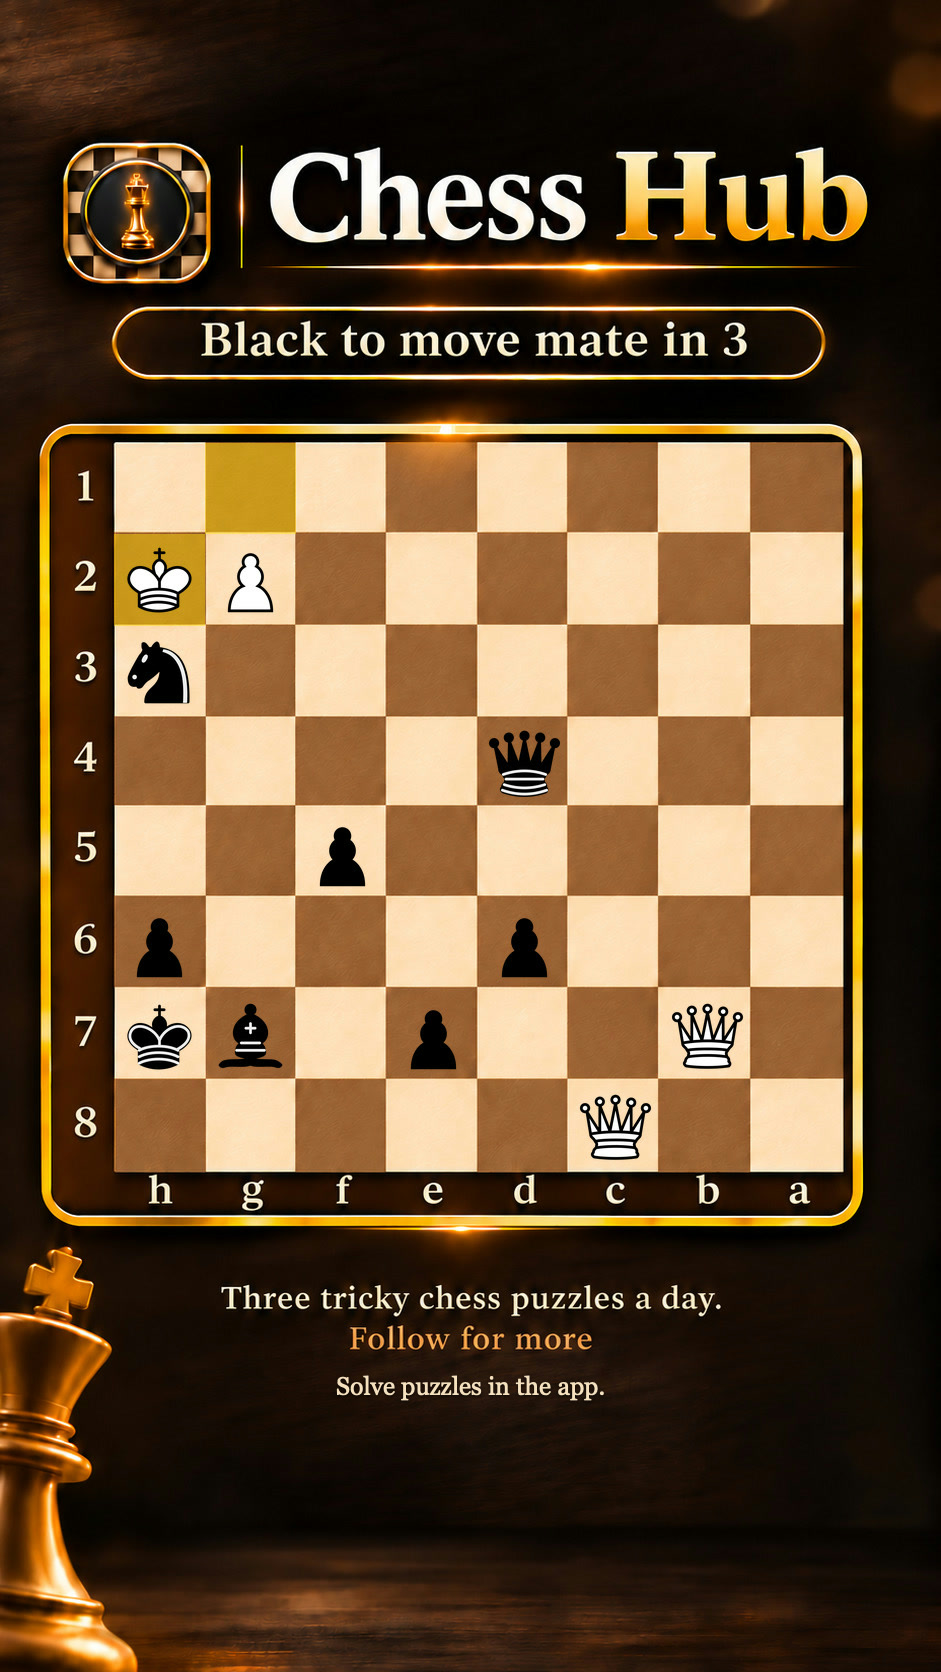 Chess Hub
Black to move mate in 3
1
2
3
4
5
6
7
8
h g f e d c b a
Three tricky chess puzzles a day.
Follow for more
Solve puzzles in the app.